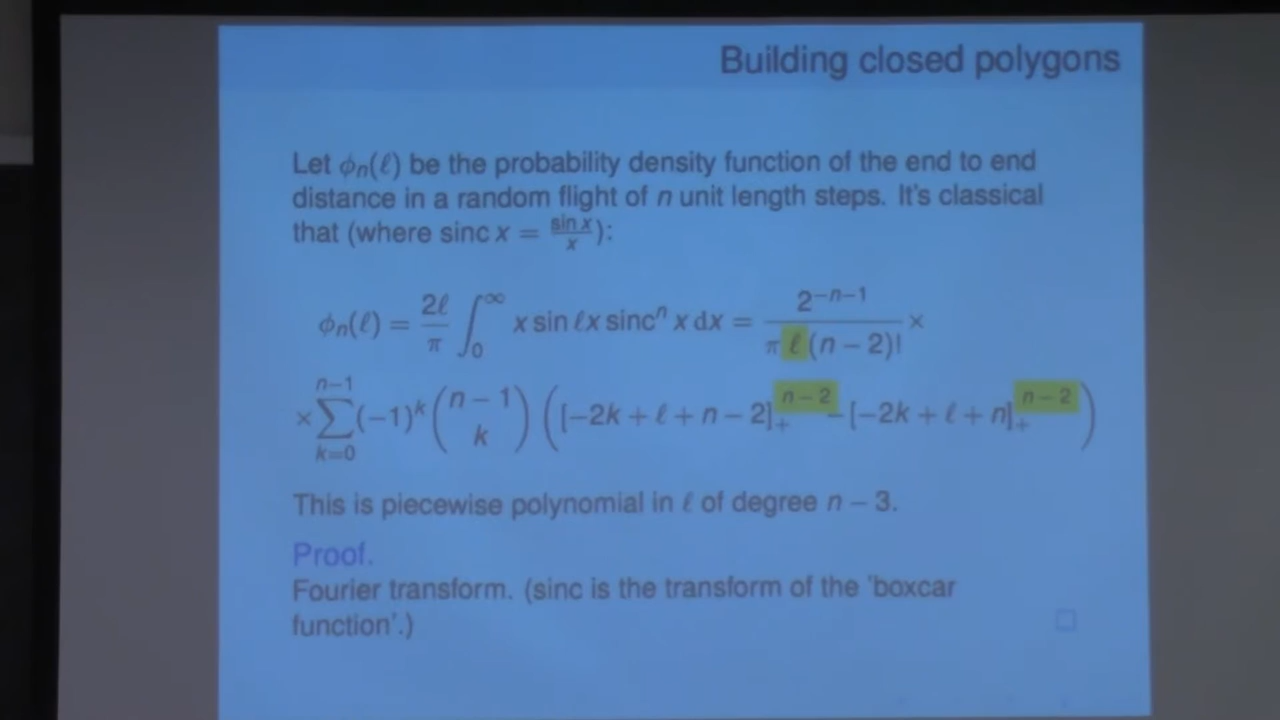 Building closed polygons
Let ϕₙ(ℓ) be the probability density function of the end to end
distance in a random flight of n unit length steps. It's classical
that (where sinc x = sin x / x):
ϕₙ(ℓ) = 2ℓ/π ∫₀^∞ x sin ℓx sincⁿ x dx = 2^{−n−1} / (π ℓ (n − 2)!) ×
× ∑_{k=0}^{n−1} (−1)^k (n − 1 choose k) ([−2k + ℓ + n − 2]₊^{n−2} − [−2k + ℓ + n]₊^{n−2})
This is piecewise polynomial in ℓ of degree n − 3.
Proof.
Fourier transform. (sinc is the transform of the 'boxcar
function'.)